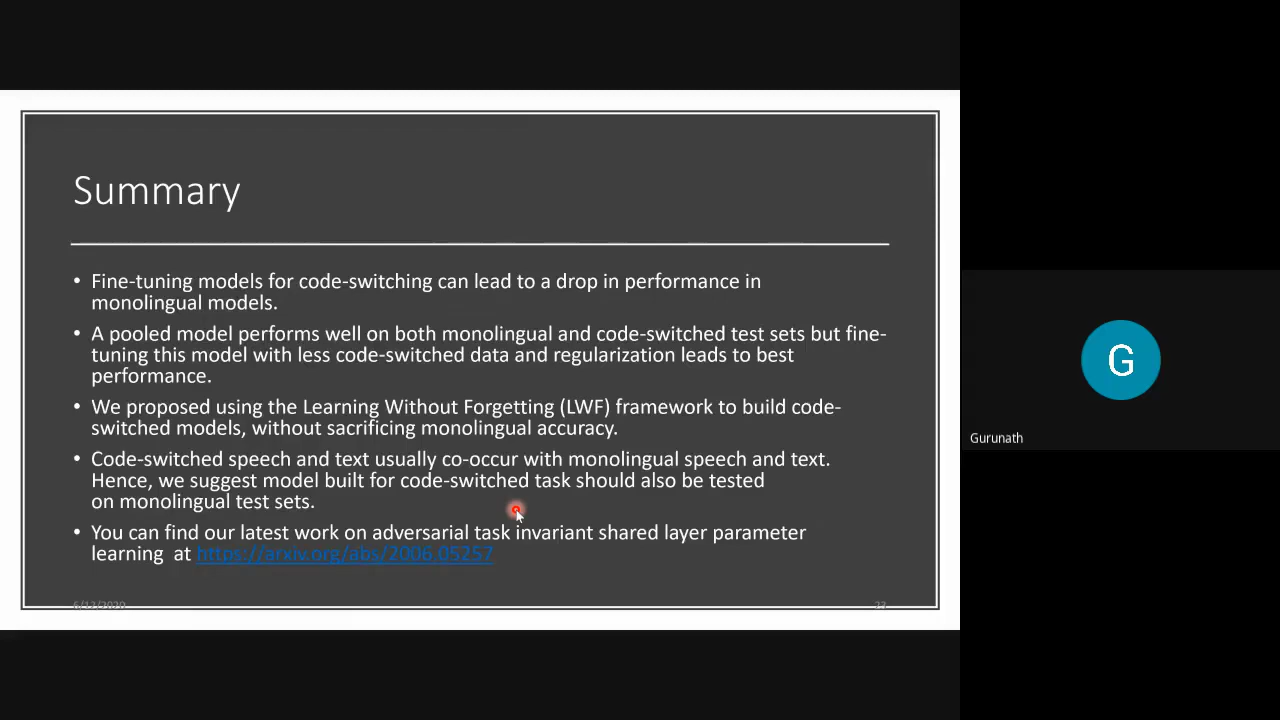 Summary
• Fine-tuning models for code-switching can lead to a drop in performance in
monolingual models.
• A pooled model performs well on both monolingual and code-switched test sets but fine-
tuning this model with less code-switched data and regularization leads to best
performance.
• We proposed using the Learning Without Forgetting (LWF) framework to build code-
switched models, without sacrificing monolingual accuracy.
• Code-switched speech and text usually co-occur with monolingual speech and text.
Hence, we suggest model built for code-switched task should also be tested
on monolingual test sets.
• You can find our latest work on adversarial task invariant shared layer parameter
learning at https://arxiv.org/abs/2006.05257
G
Gurunath